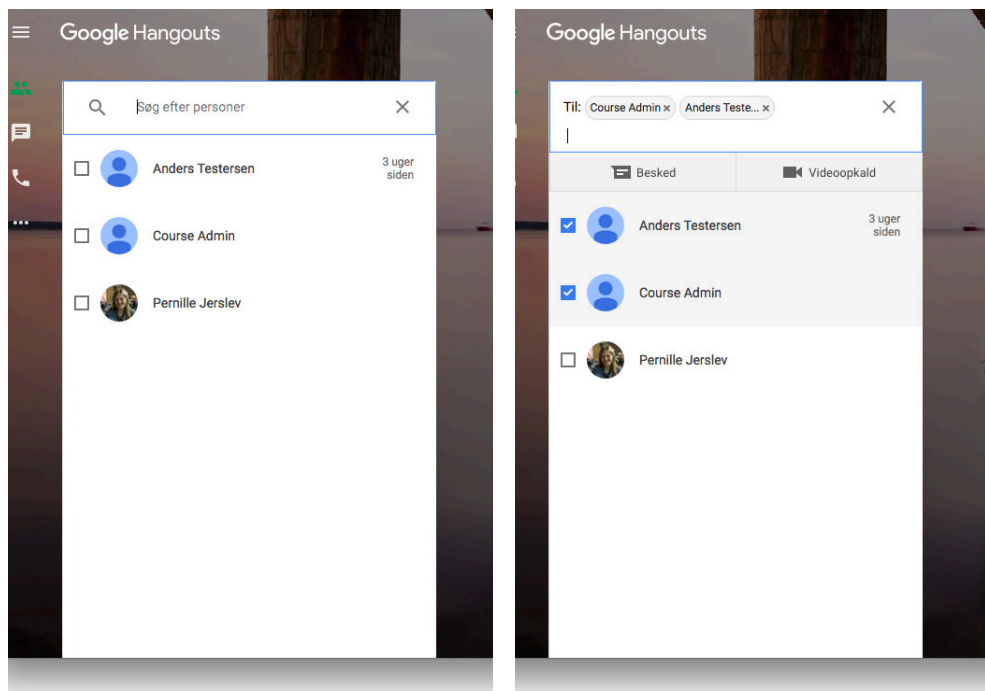 Google Hangouts
Søg efter personer
Anders Testersen
3 uger
siden
Course Admin
Pernille Jerslev
Google Hangouts
Til: Course Admin x Anders Teste... x
Besked Videoopkald
Anders Testersen
3 uger
siden
Course Admin
Pernille Jerslev